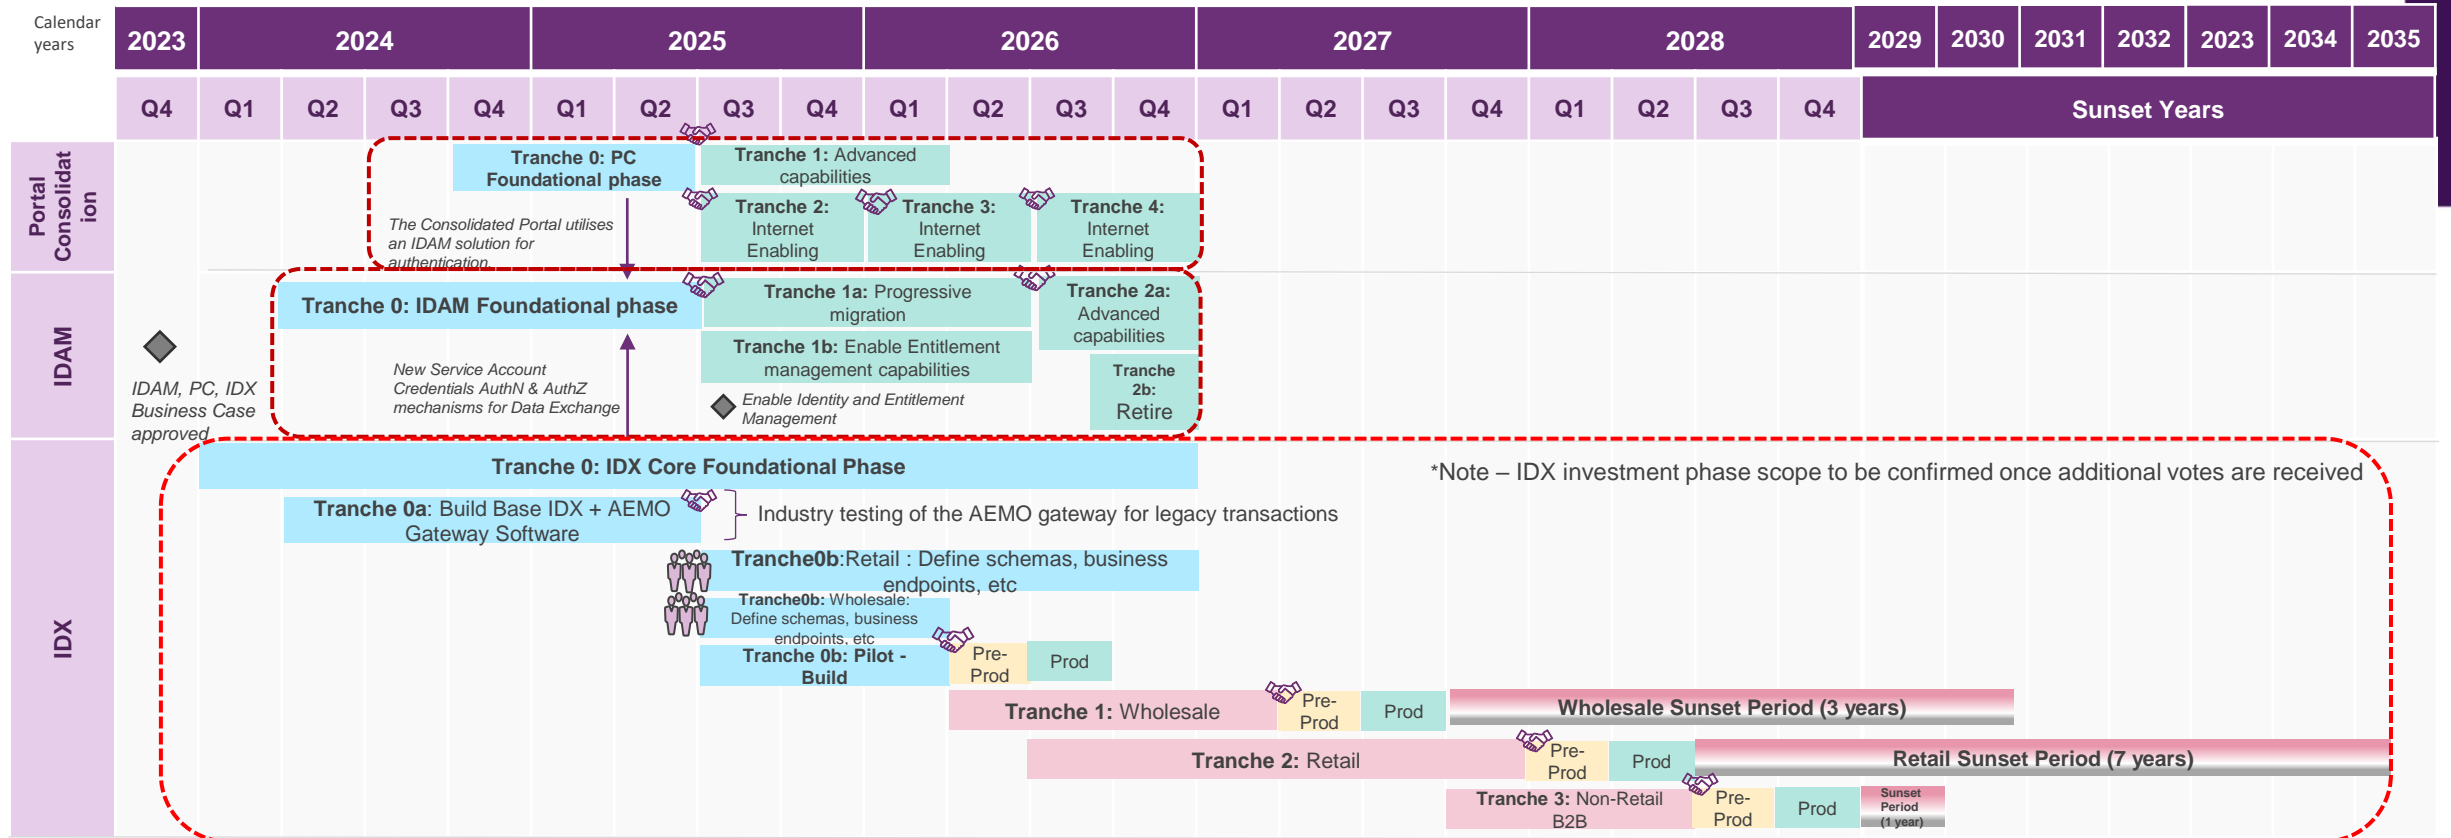 Calendar
years
2023
2024
2025
2026
2027
2028
2029
2030
2031
2032
2023
2034
2035
Q4
Q1
Q2
Q3
Q4
Q1
Q2
Q3
Q4
Q1
Q2
Q3
Q4
Q1
Q2
Q3
Q4
Q1
Q2
Q3
Q4
Sunset Years
Portal
Consolidat
ion
Tranche 0: PC
Foundational phase
Tranche 1: Advanced
capabilities
The Consolidated Portal utilises
an IDAM solution for
authentication
Tranche 2:
Internet
Enabling
Tranche 3:
Internet
Enabling
Tranche 4:
Internet
Enabling
IDAM
IDAM, PC, IDX
Business Case
approved
Tranche 0: IDAM Foundational phase
Tranche 1a: Progressive
migration
Tranche 2a:
Advanced
capabilities
Tranche 1b: Enable Entitlement
management capabilities
Tranche
2b:
Retire
New Service Account
Credentials AuthN & AuthZ
mechanisms for Data Exchange
Enable Identity and Entitlement
Management
IDX
Tranche 0: IDX Core Foundational Phase
*Note – IDX investment phase scope to be confirmed once additional votes are received
Tranche 0a: Build Base IDX + AEMO
Gateway Software
Industry testing of the AEMO gateway for legacy transactions
Tranche0b:Retail : Define schemas, business
endpoints, etc
Tranche0b: Wholesale:
Define schemas, business
endpoints, etc
Tranche 0b: Pilot -
Build
Pre-
Prod
Prod
Tranche 1: Wholesale
Pre-
Prod
Prod
Wholesale Sunset Period (3 years)
Tranche 2: Retail
Pre-
Prod
Prod
Retail Sunset Period (7 years)
Tranche 3: Non-Retail
B2B
Pre-
Prod
Prod
Sunset
Period
(1 year)